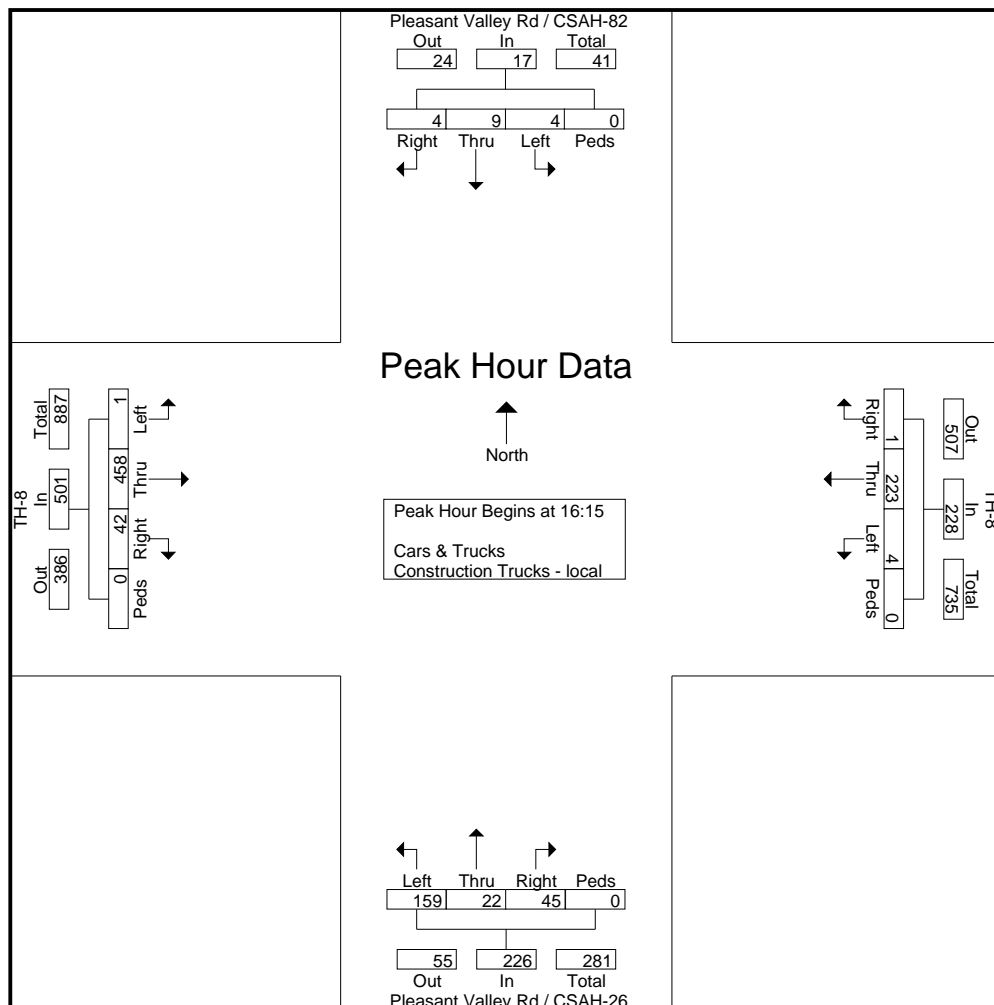 Pleasant Valley Rd / CSAH-82
Out In Total
24 17 41
4 9 4 0
Right Thru Left Peds
Peak Hour Data
North
Peak Hour Begins at 16:15
Cars & Trucks
Construction Trucks - local
TH-8
Total In Out
887 501 386
1 458 42 0
Left Thru Right Peds
Right Thru Left Peds
1 223 4 0
Out In Total
507 228 735
TH-8
Left Thru Right Peds
159 22 45 0
55 226 281
Out In Total
Pleasant Valley Rd / CSAH-26